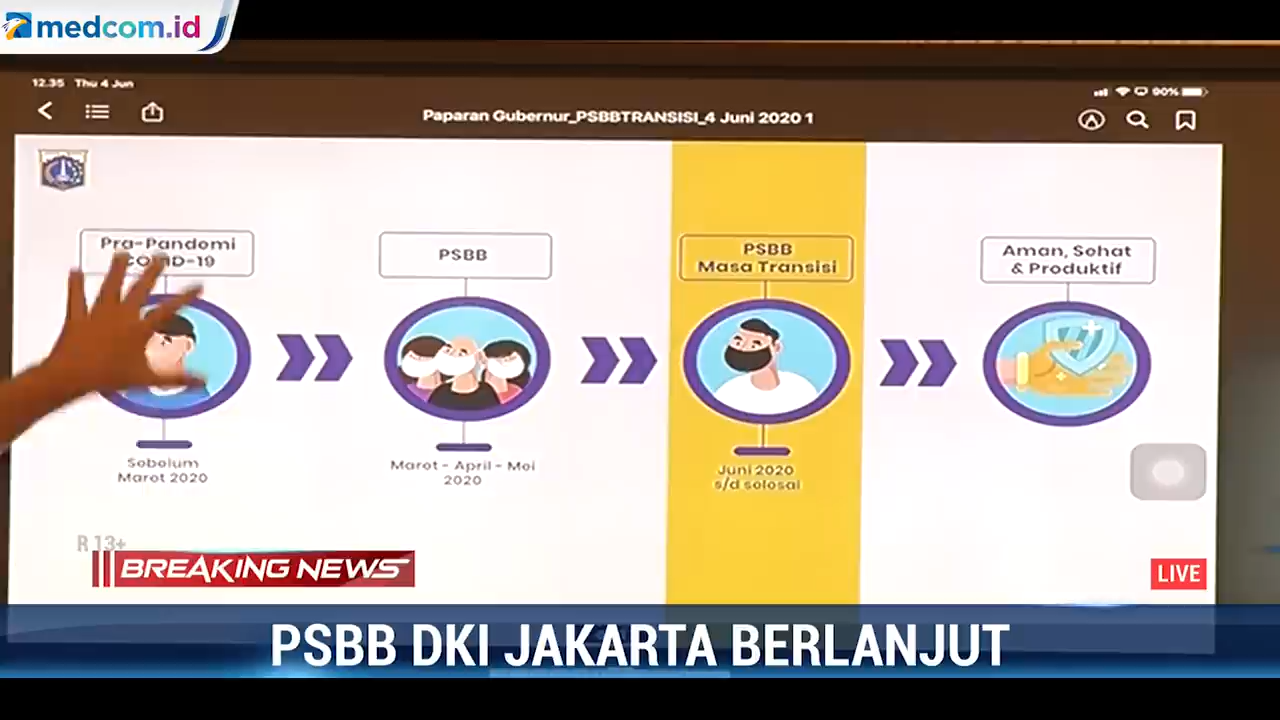 medcom.id
12.35 Thu 4 Jun
90%
Paparan Gubernur_PSBBTRANSISI_4 Juni 2020 1
Pra-Pandemi
COVID-19
PSBB
PSBB
Masa Transisi
Aman, Sehat
& Produktif
Sebelum
Maret 2020
Maret - April - Mei
2020
Juni 2020
s/d selesai
R 13+
BREAKING NEWS
LIVE
PSBB DKI JAKARTA BERLANJUT